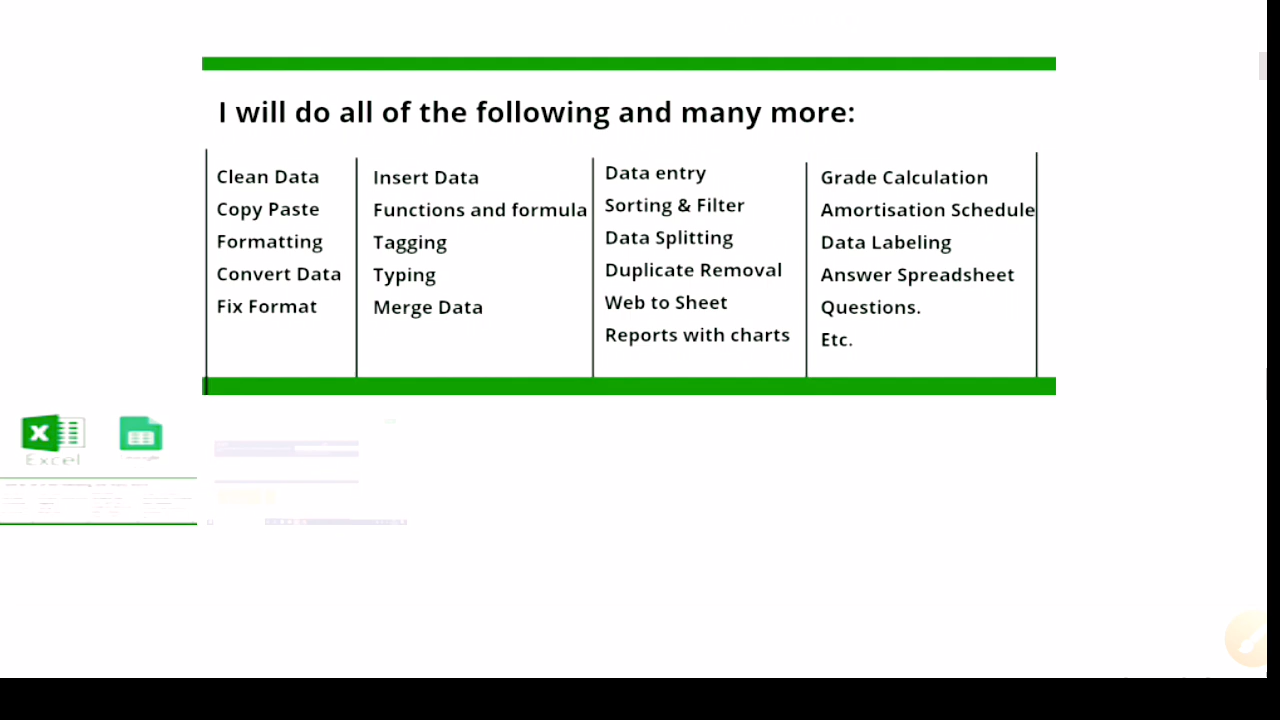 I will do all of the following and many more:
Clean Data
Copy Paste
Formatting
Convert Data
Fix Format
Insert Data
Functions and formula
Tagging
Typing
Merge Data
Data entry
Sorting & Filter
Data Splitting
Duplicate Removal
Web to Sheet
Reports with charts
Grade Calculation
Amortisation Schedule
Data Labeling
Answer Spreadsheet
Questions.
Etc.
X
Excel